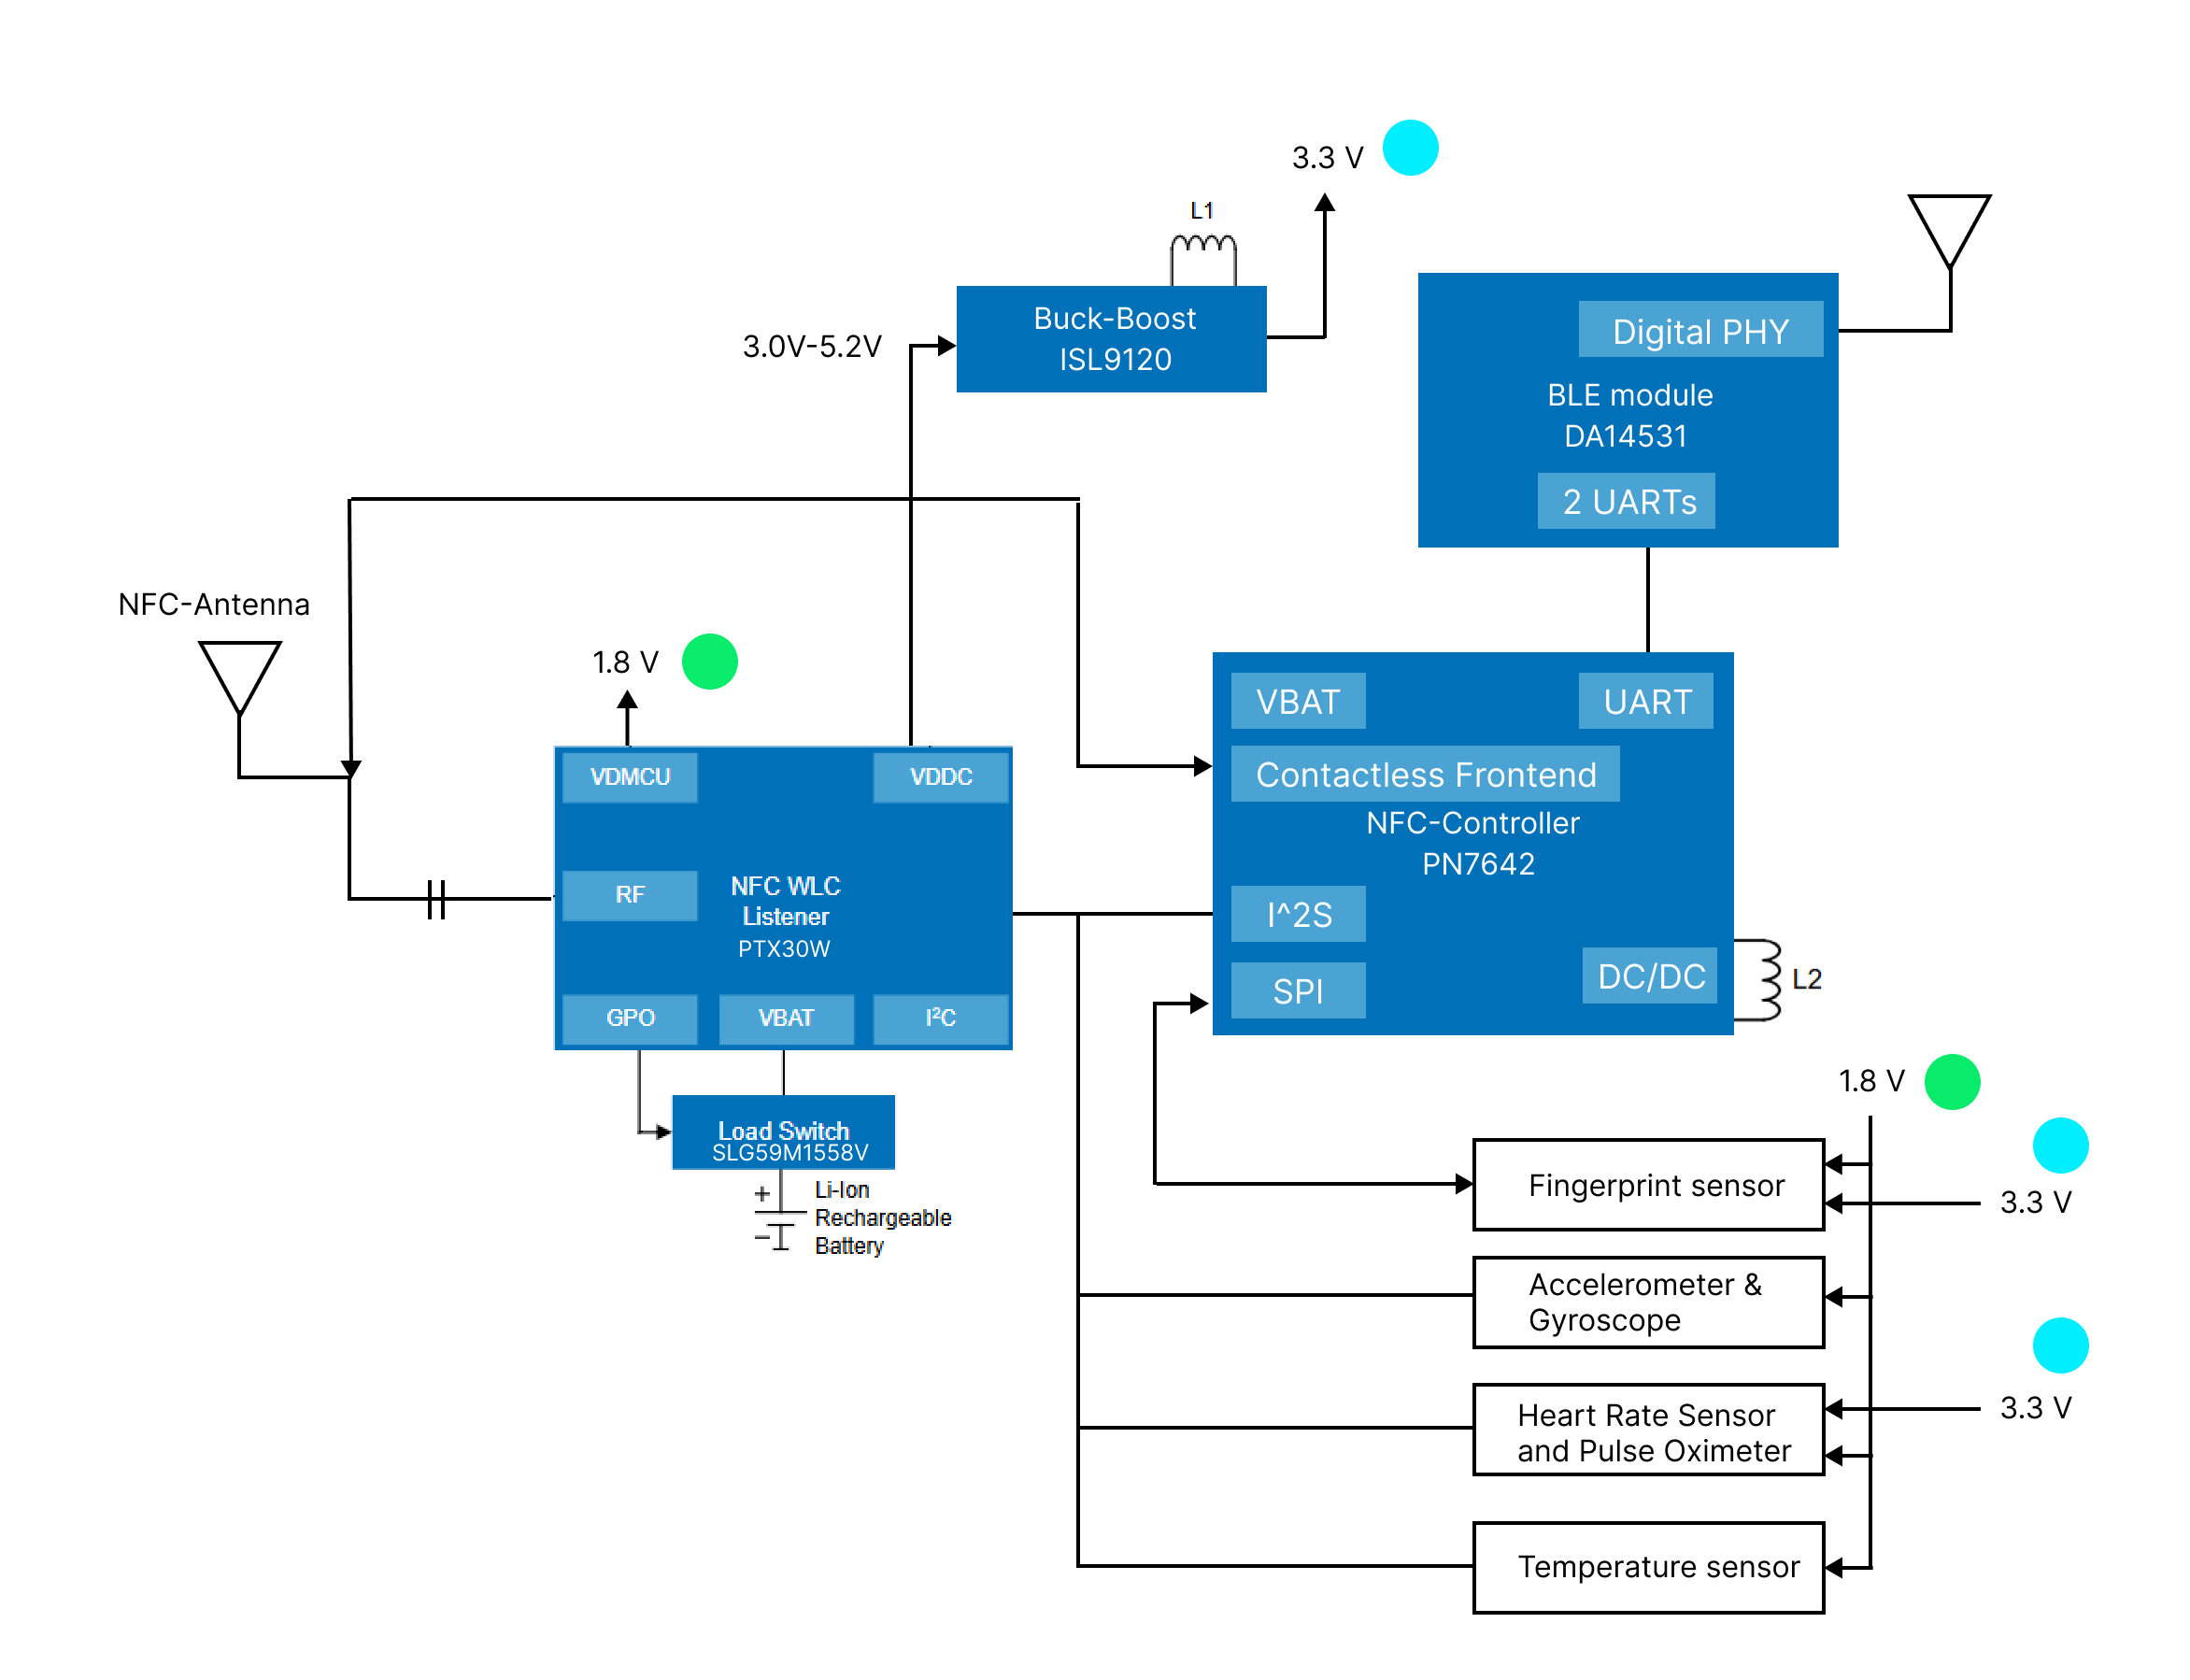 3.3 V
L1
Buck-Boost
ISL9120
3.0V-5.2V
Digital PHY
BLE module
DA14531
2 UARTs
NFC-Antenna
1.8 V
VDMCU
VDDC
RF
NFC WLC
Listener
PTX30W
GPO
VBAT
I²C
Load Switch
SLG59M1558V
+
Li-Ion
Rechargeable
Battery
−
VBAT
UART
Contactless Frontend
NFC-Controller
PN7642
I^2S
SPI
DC/DC
L2
1.8 V
Fingerprint sensor
3.3 V
Accelerometer &
Gyroscope
Heart Rate Sensor
and Pulse Oximeter
3.3 V
Temperature sensor